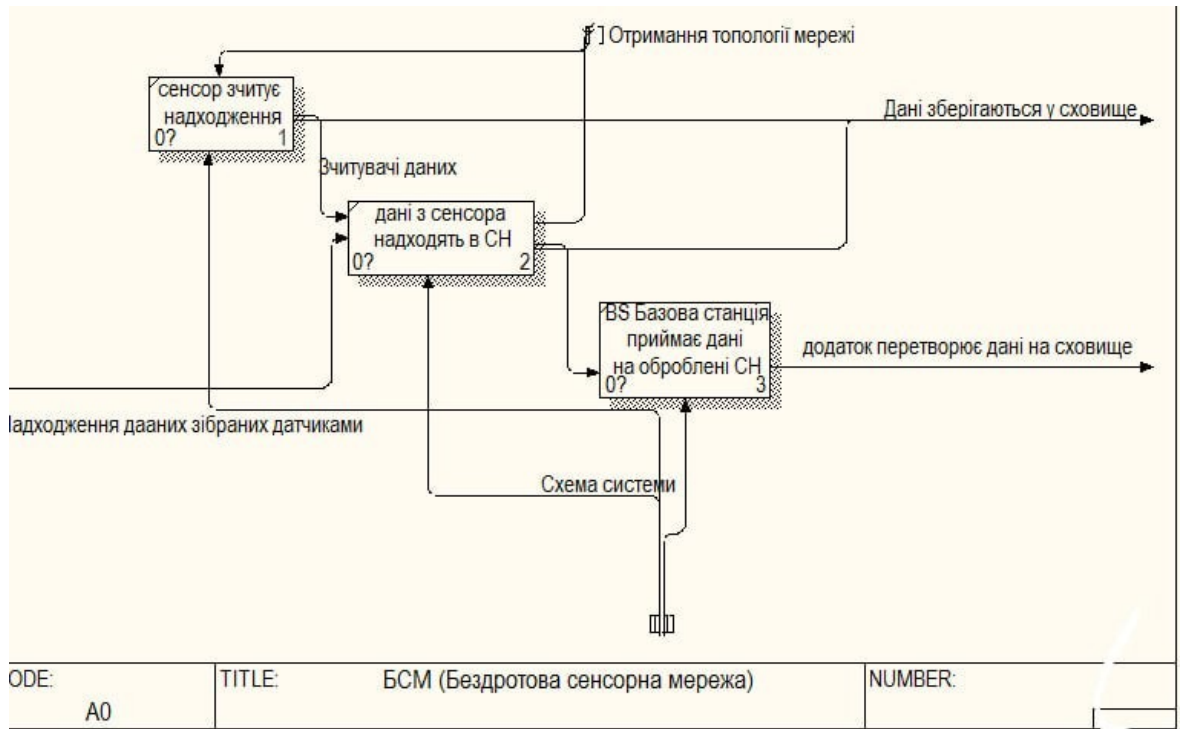 Отримання топології мережі
сенсор зчитує
надходження
0? 1
Дані зберігаються у сховище
Зчитувачі даних
дані з сенсора
надходять в СН
0? 2
BS Базова станція
приймає дані
на оброблені СН
0? 3
додаток перетворює дані на сховище
адходження дааних зібраних датчиками
Схема системи
ODE:
A0
TITLE: БСМ (Бездротова сенсорна мережа)
NUMBER: